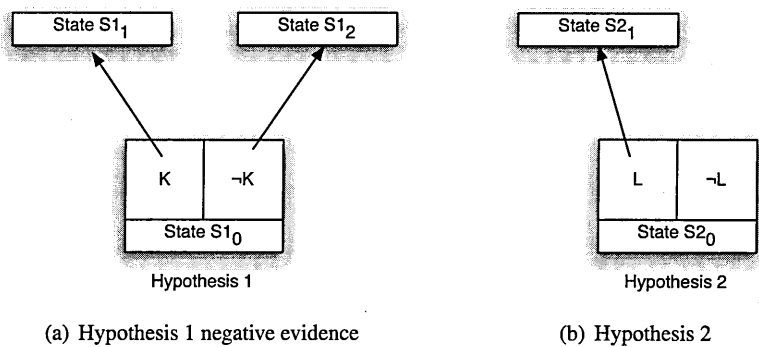 State S1₁
State S1₂
State S2₁
K
¬K
L
¬L
State S1₀
State S2₀
Hypothesis 1
Hypothesis 2
(a) Hypothesis 1 negative evidence
(b) Hypothesis 2